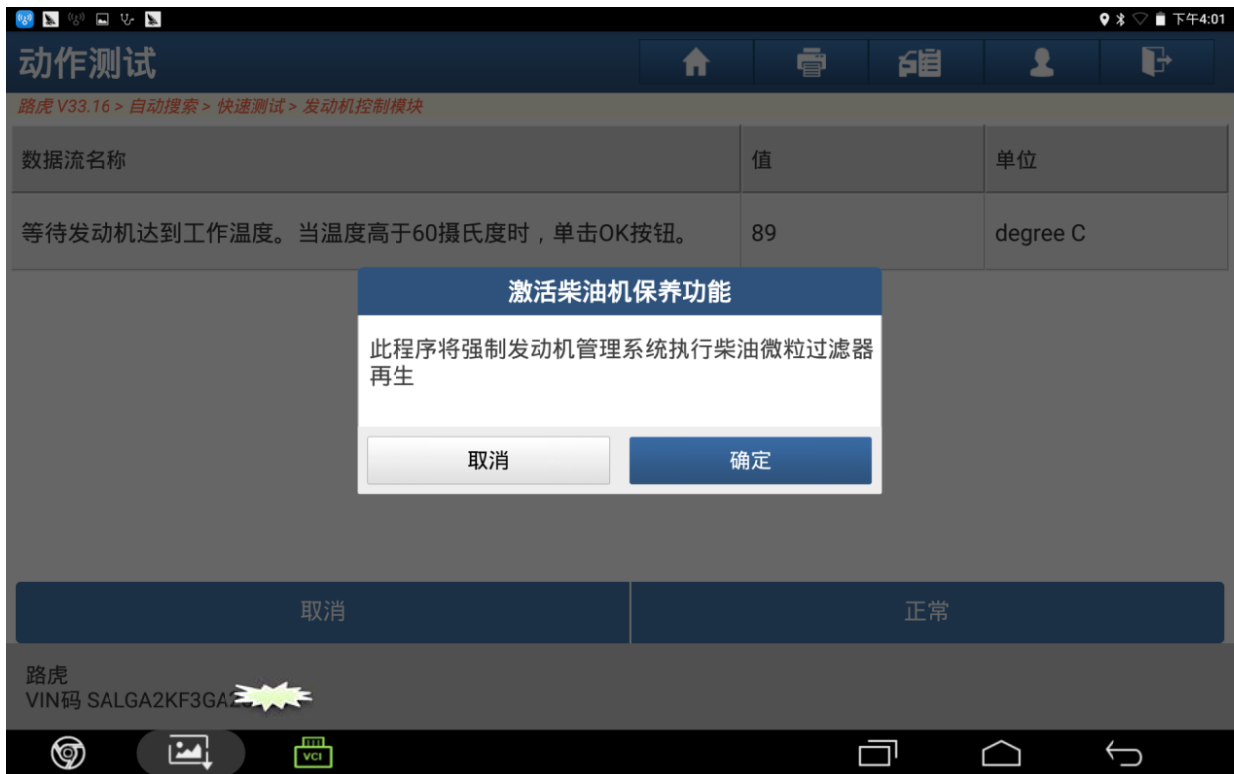 下午4:01
动作测试
路虎 V33.16 > 自动搜索 > 快速测试 > 发动机控制模块
数据流名称 值 单位
等待发动机达到工作温度。当温度高于60摄氏度时，单击OK按钮。 89 degree C
激活柴油机保养功能
此程序将强制发动机管理系统执行柴油微粒过滤器
再生
取消 确定
取消 正常
路虎
VIN码 SALGA2KF3GA2
VCI